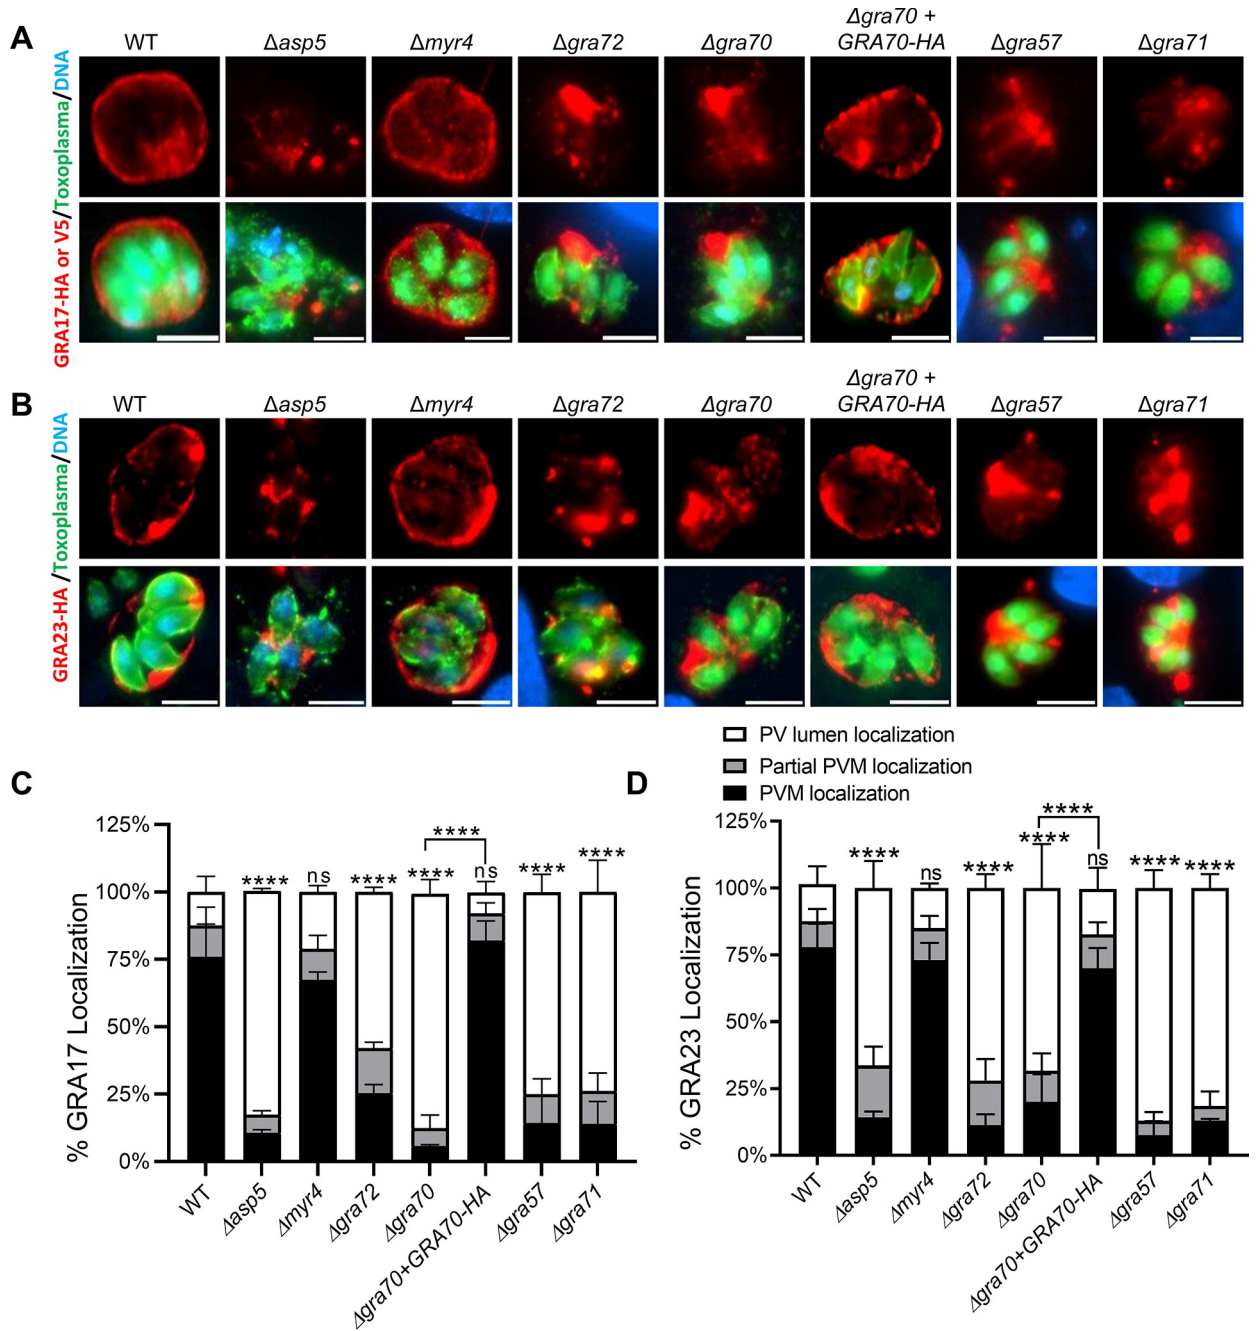 A
WT
Δasp5
Δmyr4
Δgra72
Δgra70
Δgra70 +
GRA70-HA
Δgra57
Δgra71
GRA17-HA or V5/Toxoplasma/DNA
B
WT
Δasp5
Δmyr4
Δgra72
Δgra70
Δgra70 +
GRA70-HA
Δgra57
Δgra71
GRA23-HA /Toxoplasma/DNA
PV lumen localization
Partial PVM localization
PVM localization
C
% GRA17 Localization
125%
100%
75%
50%
25%
0%
****
ns
****
****
****
ns
****
****
WT
Δasp5
Δmyr4
Δgra72
Δgra70
Δgra70+GRA70-HA
Δgra57
Δgra71
D
% GRA23 Localization
125%
100%
75%
50%
25%
0%
****
ns
****
****
****
ns
****
****
WT
Δasp5
Δmyr4
Δgra72
Δgra70
Δgra70+GRA70-HA
Δgra57
Δgra71